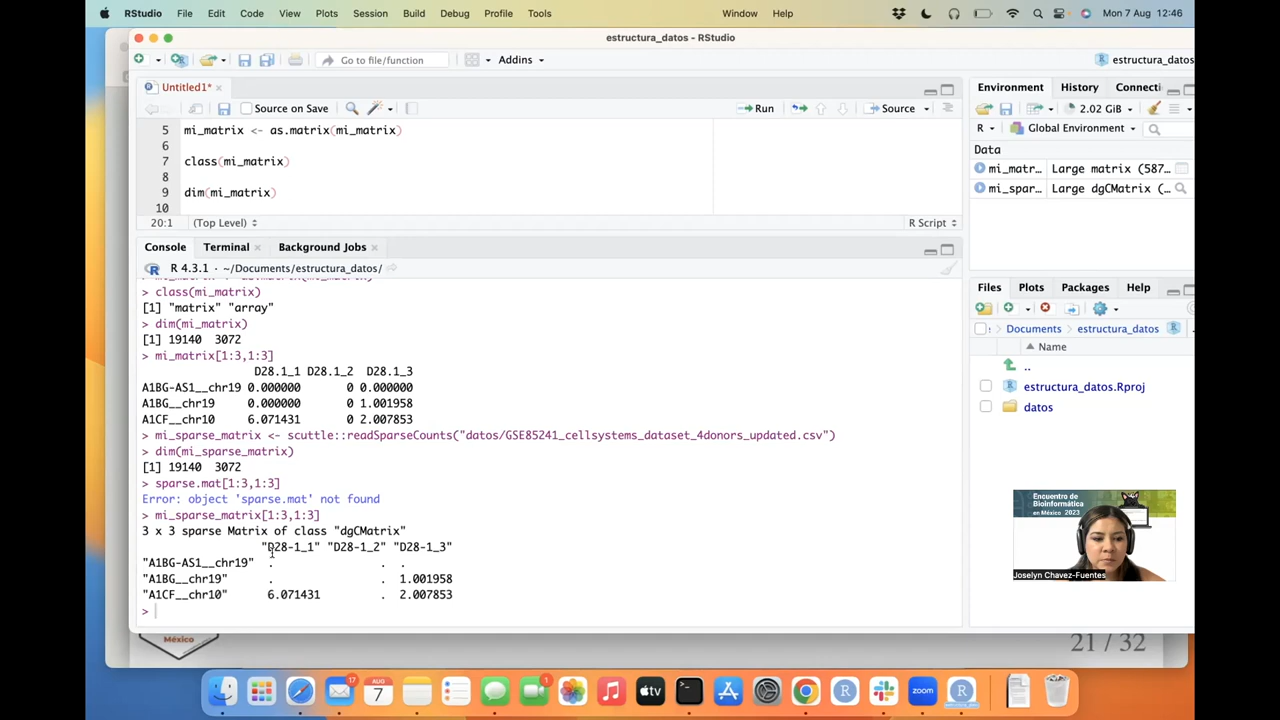 RStudio File Edit Code View Plots Session Build Debug Profile Tools Window Help Mon 7 Aug 12:46
estructura_datos - RStudio
Go to file/function Addins estructura_datos
Untitled1*
Source on Save Run Source
5 mi_matrix <- as.matrix(mi_matrix)
6
7 class(mi_matrix)
8
9 dim(mi_matrix)
10
20:1 (Top Level) R Script
Console Terminal Background Jobs
R 4.3.1 · ~/Documents/estructura_datos/
> class(mi_matrix)
[1] "matrix" "array"
> dim(mi_matrix)
[1] 19140 3072
> mi_matrix[1:3,1:3]
D28.1_1 D28.1_2 D28.1_3
A1BG-AS1__chr19 0.000000 0 0.000000
A1BG__chr19 0.000000 0 1.001958
A1CF__chr10 6.071431 0 2.007853
> mi_sparse_matrix <- scuttle::readSparseCounts("datos/GSE85241_cellsystems_dataset_4donors_updated.csv")
> dim(mi_sparse_matrix)
[1] 19140 3072
> sparse.mat[1:3,1:3]
Error: object 'sparse.mat' not found
> mi_sparse_matrix[1:3,1:3]
3 x 3 sparse Matrix of class "dgCMatrix"
"D28-1_1" "D28-1_2" "D28-1_3"
"A1BG-AS1__chr19" . . .
"A1BG__chr19" . . 1.001958
"A1CF__chr10" 6.071431 . 2.007853
>
Environment History Connecti
2.02 GiB
R Global Environment
Data
mi_matr... Large matrix (587...
mi_spar... Large dgCMatrix (...
Files Plots Packages Help
Documents estructura_datos
Name
..
estructura_datos.Rproj
datos
Encuentro de
Bioinformática
en México 2023
Joselyn Chavez-Fuentes
México
21 / 32
17
AUG
7
1
tv
zoom